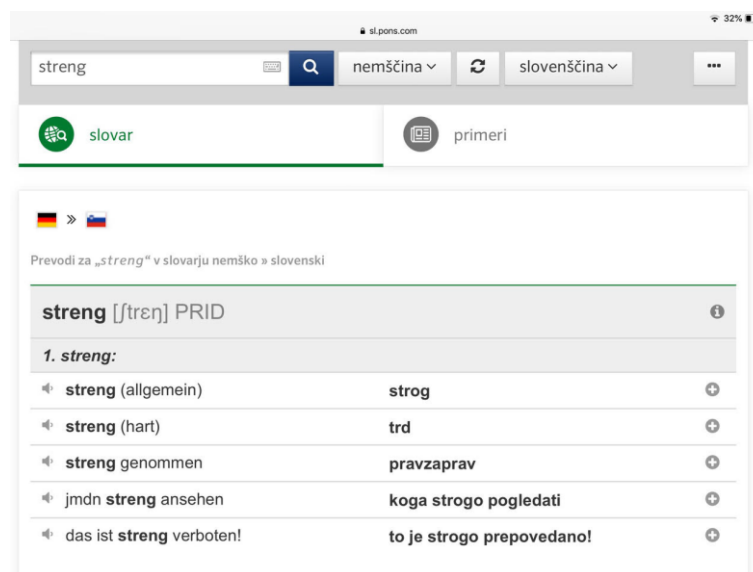 32%
sl.pons.com
streng nemščina slovenščina
slovar primeri
Prevodi za „streng“ v slovarju nemško » slovenski
streng [ʃtrɛŋ] PRID
1. streng:
streng (allgemein) strog
streng (hart) trd
streng genommen pravzaprav
jmdn streng ansehen koga strogo pogledati
das ist streng verboten! to je strogo prepovedano!